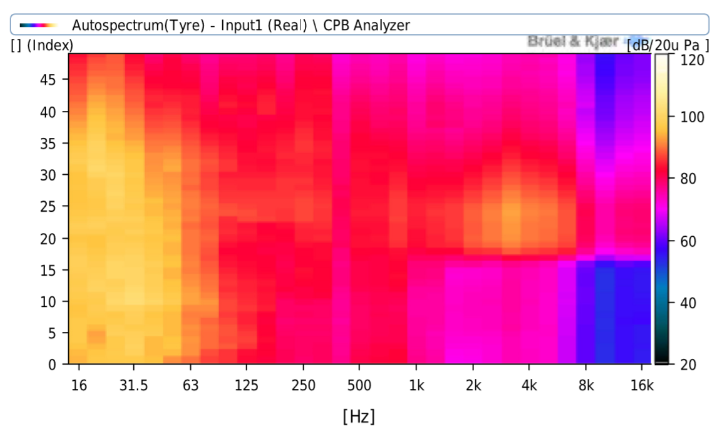 Autospectrum(Tyre) - Input1 (Real) \ CPB Analyzer
[] (Index)
Brüel & Kjær
[dB/20u Pa ]
120
45
40
100
35
30
80
25
20
60
15
10
40
5
0
20
16 31.5 63 125 250 500 1k 2k 4k 8k 16k
[Hz]